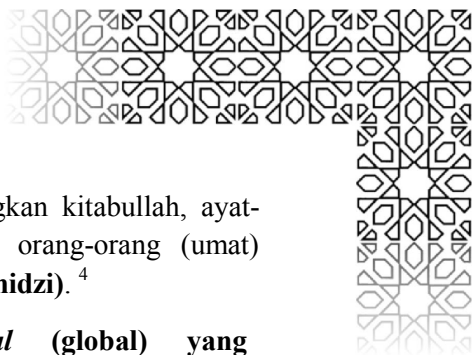 gkan kitabullah, ayat-
orang-orang (umat)
nidzi). 4
al (global) yang